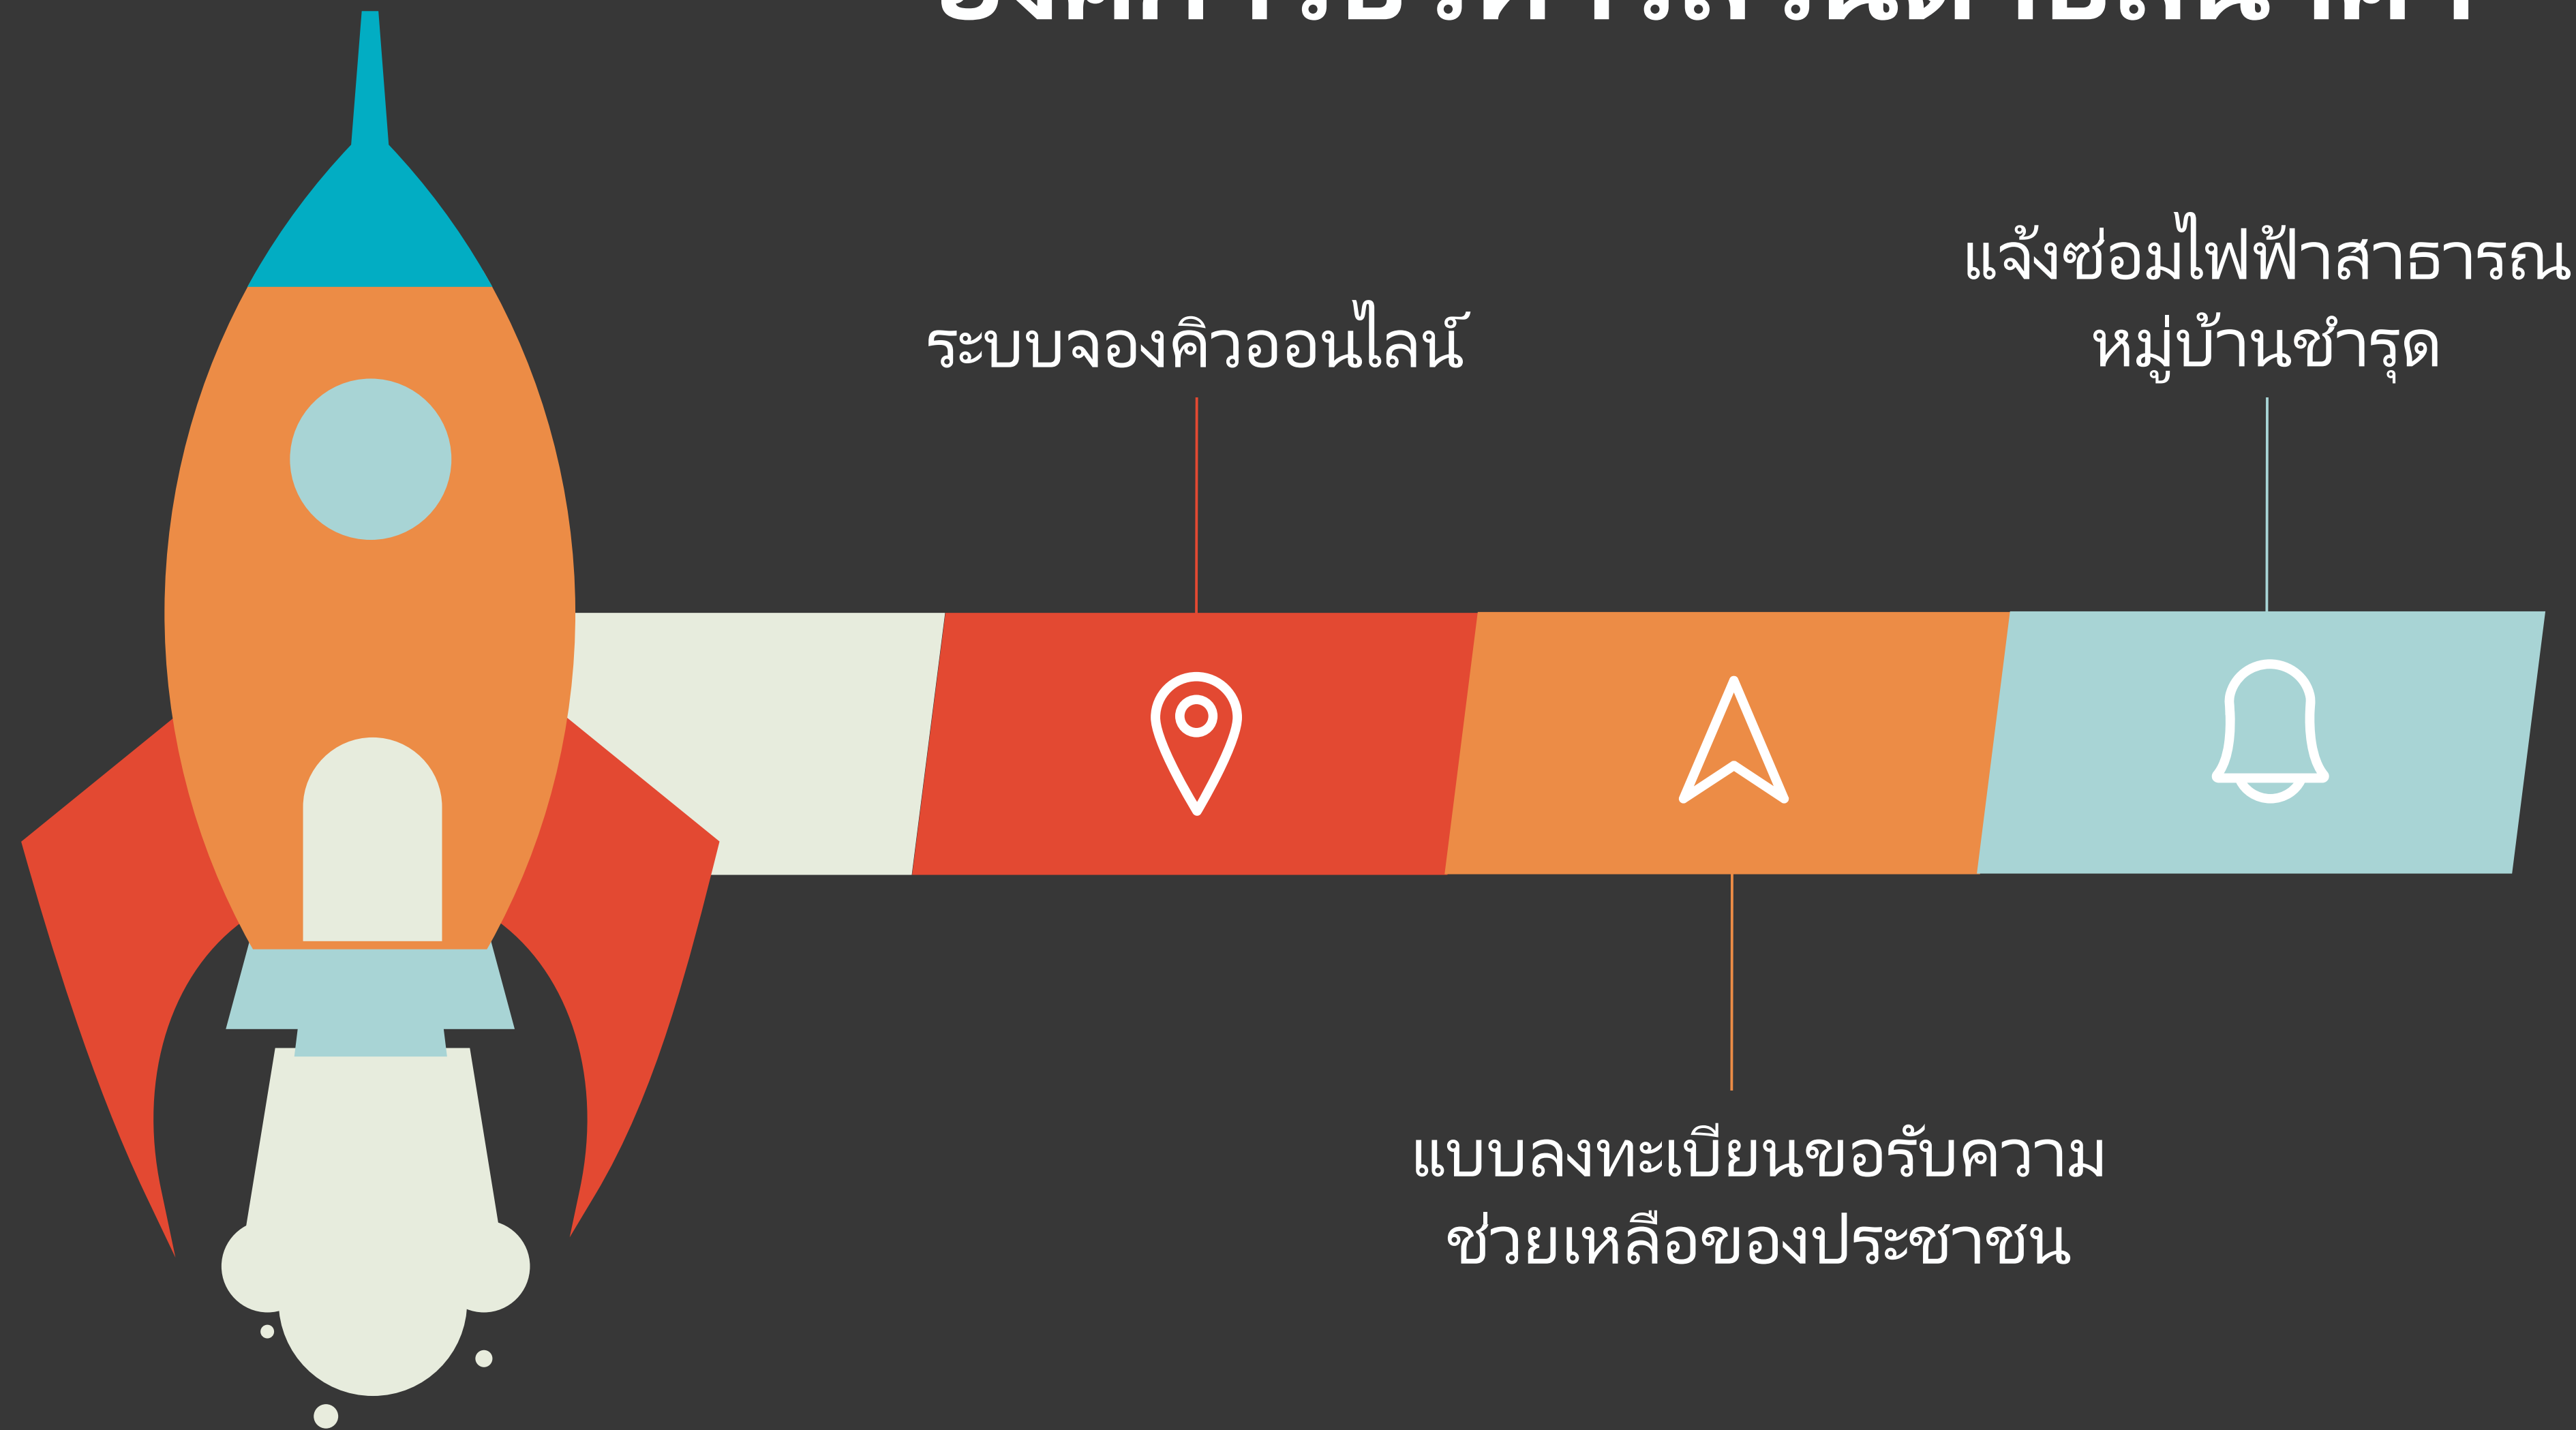 ระบบจองคิวออนไลน์
แจ้งซ่อมไฟฟ้าสาธารณ
หมู่บ้านชำรุด
แบบลงทะเบียนขอรับความ
ช่วยเหลือของประชาชน